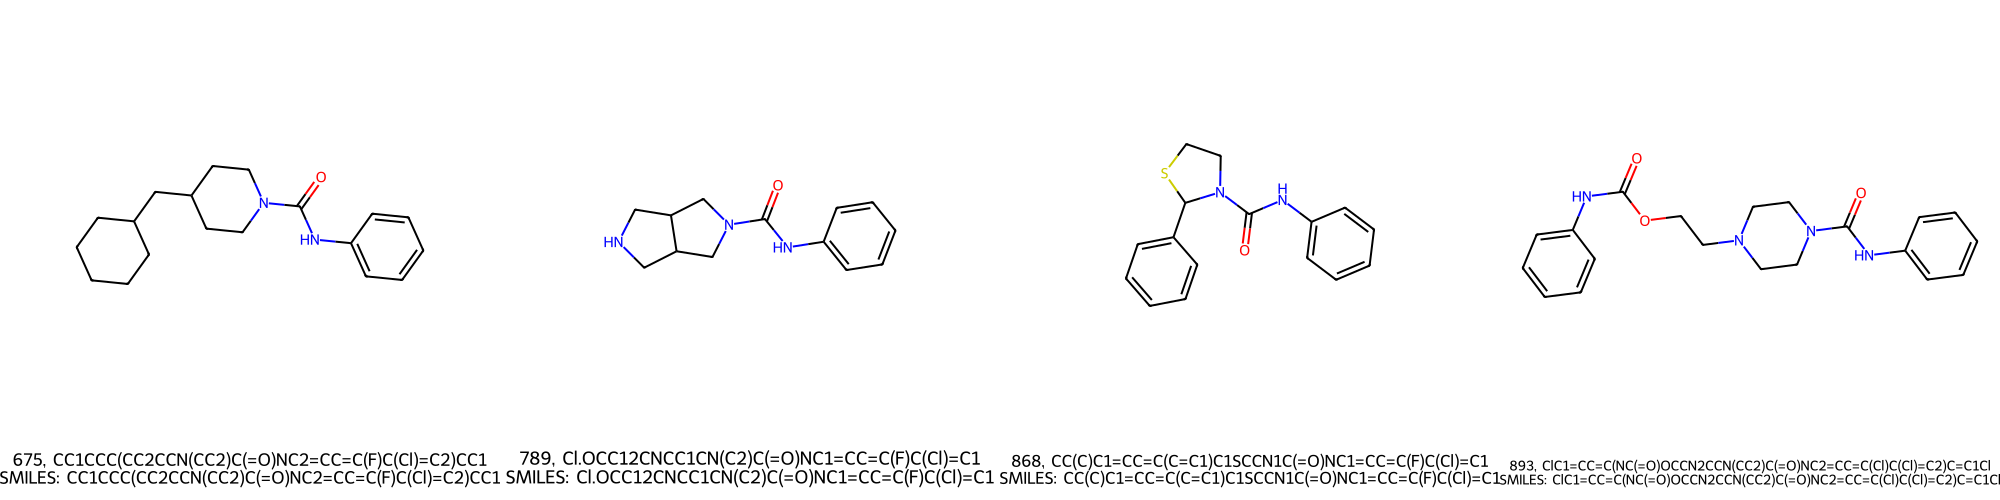 O
N
HN
O
HN
N
HN
S
N
NH
O
O
HN
O
N
N
O
HN
675, CC1CCC(CC2CCN(CC2)C(=O)NC2=CC=C(F)C(Cl)=C2)CC1
SMILES: CC1CCC(CC2CCN(CC2)C(=O)NC2=CC=C(F)C(Cl)=C2)CC1
789, Cl.OCC12CNCC1CN(C2)C(=O)NC1=CC=C(F)C(Cl)=C1
SMILES: Cl.OCC12CNCC1CN(C2)C(=O)NC1=CC=C(F)C(Cl)=C1
868, CC(C)C1=CC=C(C=C1)C1SCCN1C(=O)NC1=CC=C(F)C(Cl)=C1
SMILES: CC(C)C1=CC=C(C=C1)C1SCCN1C(=O)NC1=CC=C(F)C(Cl)=C1
893, ClC1=CC=C(NC(=O)OCCN2CCN(CC2)C(=O)NC2=CC=C(Cl)C(Cl)=C2)C=C1Cl
SMILES: ClC1=CC=C(NC(=O)OCCN2CCN(CC2)C(=O)NC2=CC=C(Cl)C(Cl)=C2)C=C1Cl